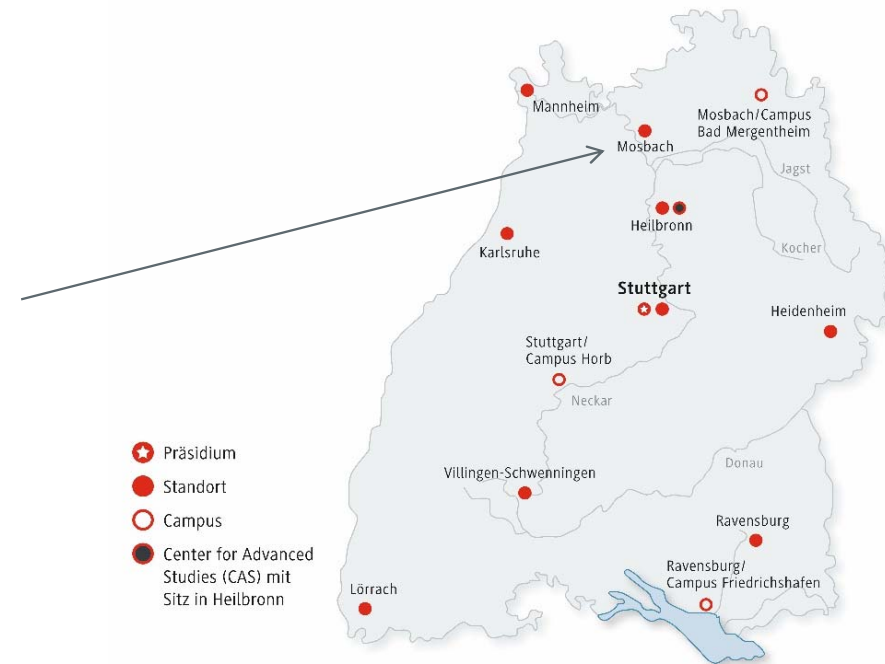 Mannheim
Mosbach/Campus
Bad Mergentheim
Mosbach
Jagst
Heilbronn
Karlsruhe
Kocher
Stuttgart
Heidenheim
Stuttgart/
Campus Horb
Neckar
Präsidium
Standort
Campus
Center for Advanced
Studies (CAS) mit
Sitz in Heilbronn
Villingen-Schwenningen
Donau
Ravensburg
Ravensburg/
Campus Friedrichshafen
Lörrach